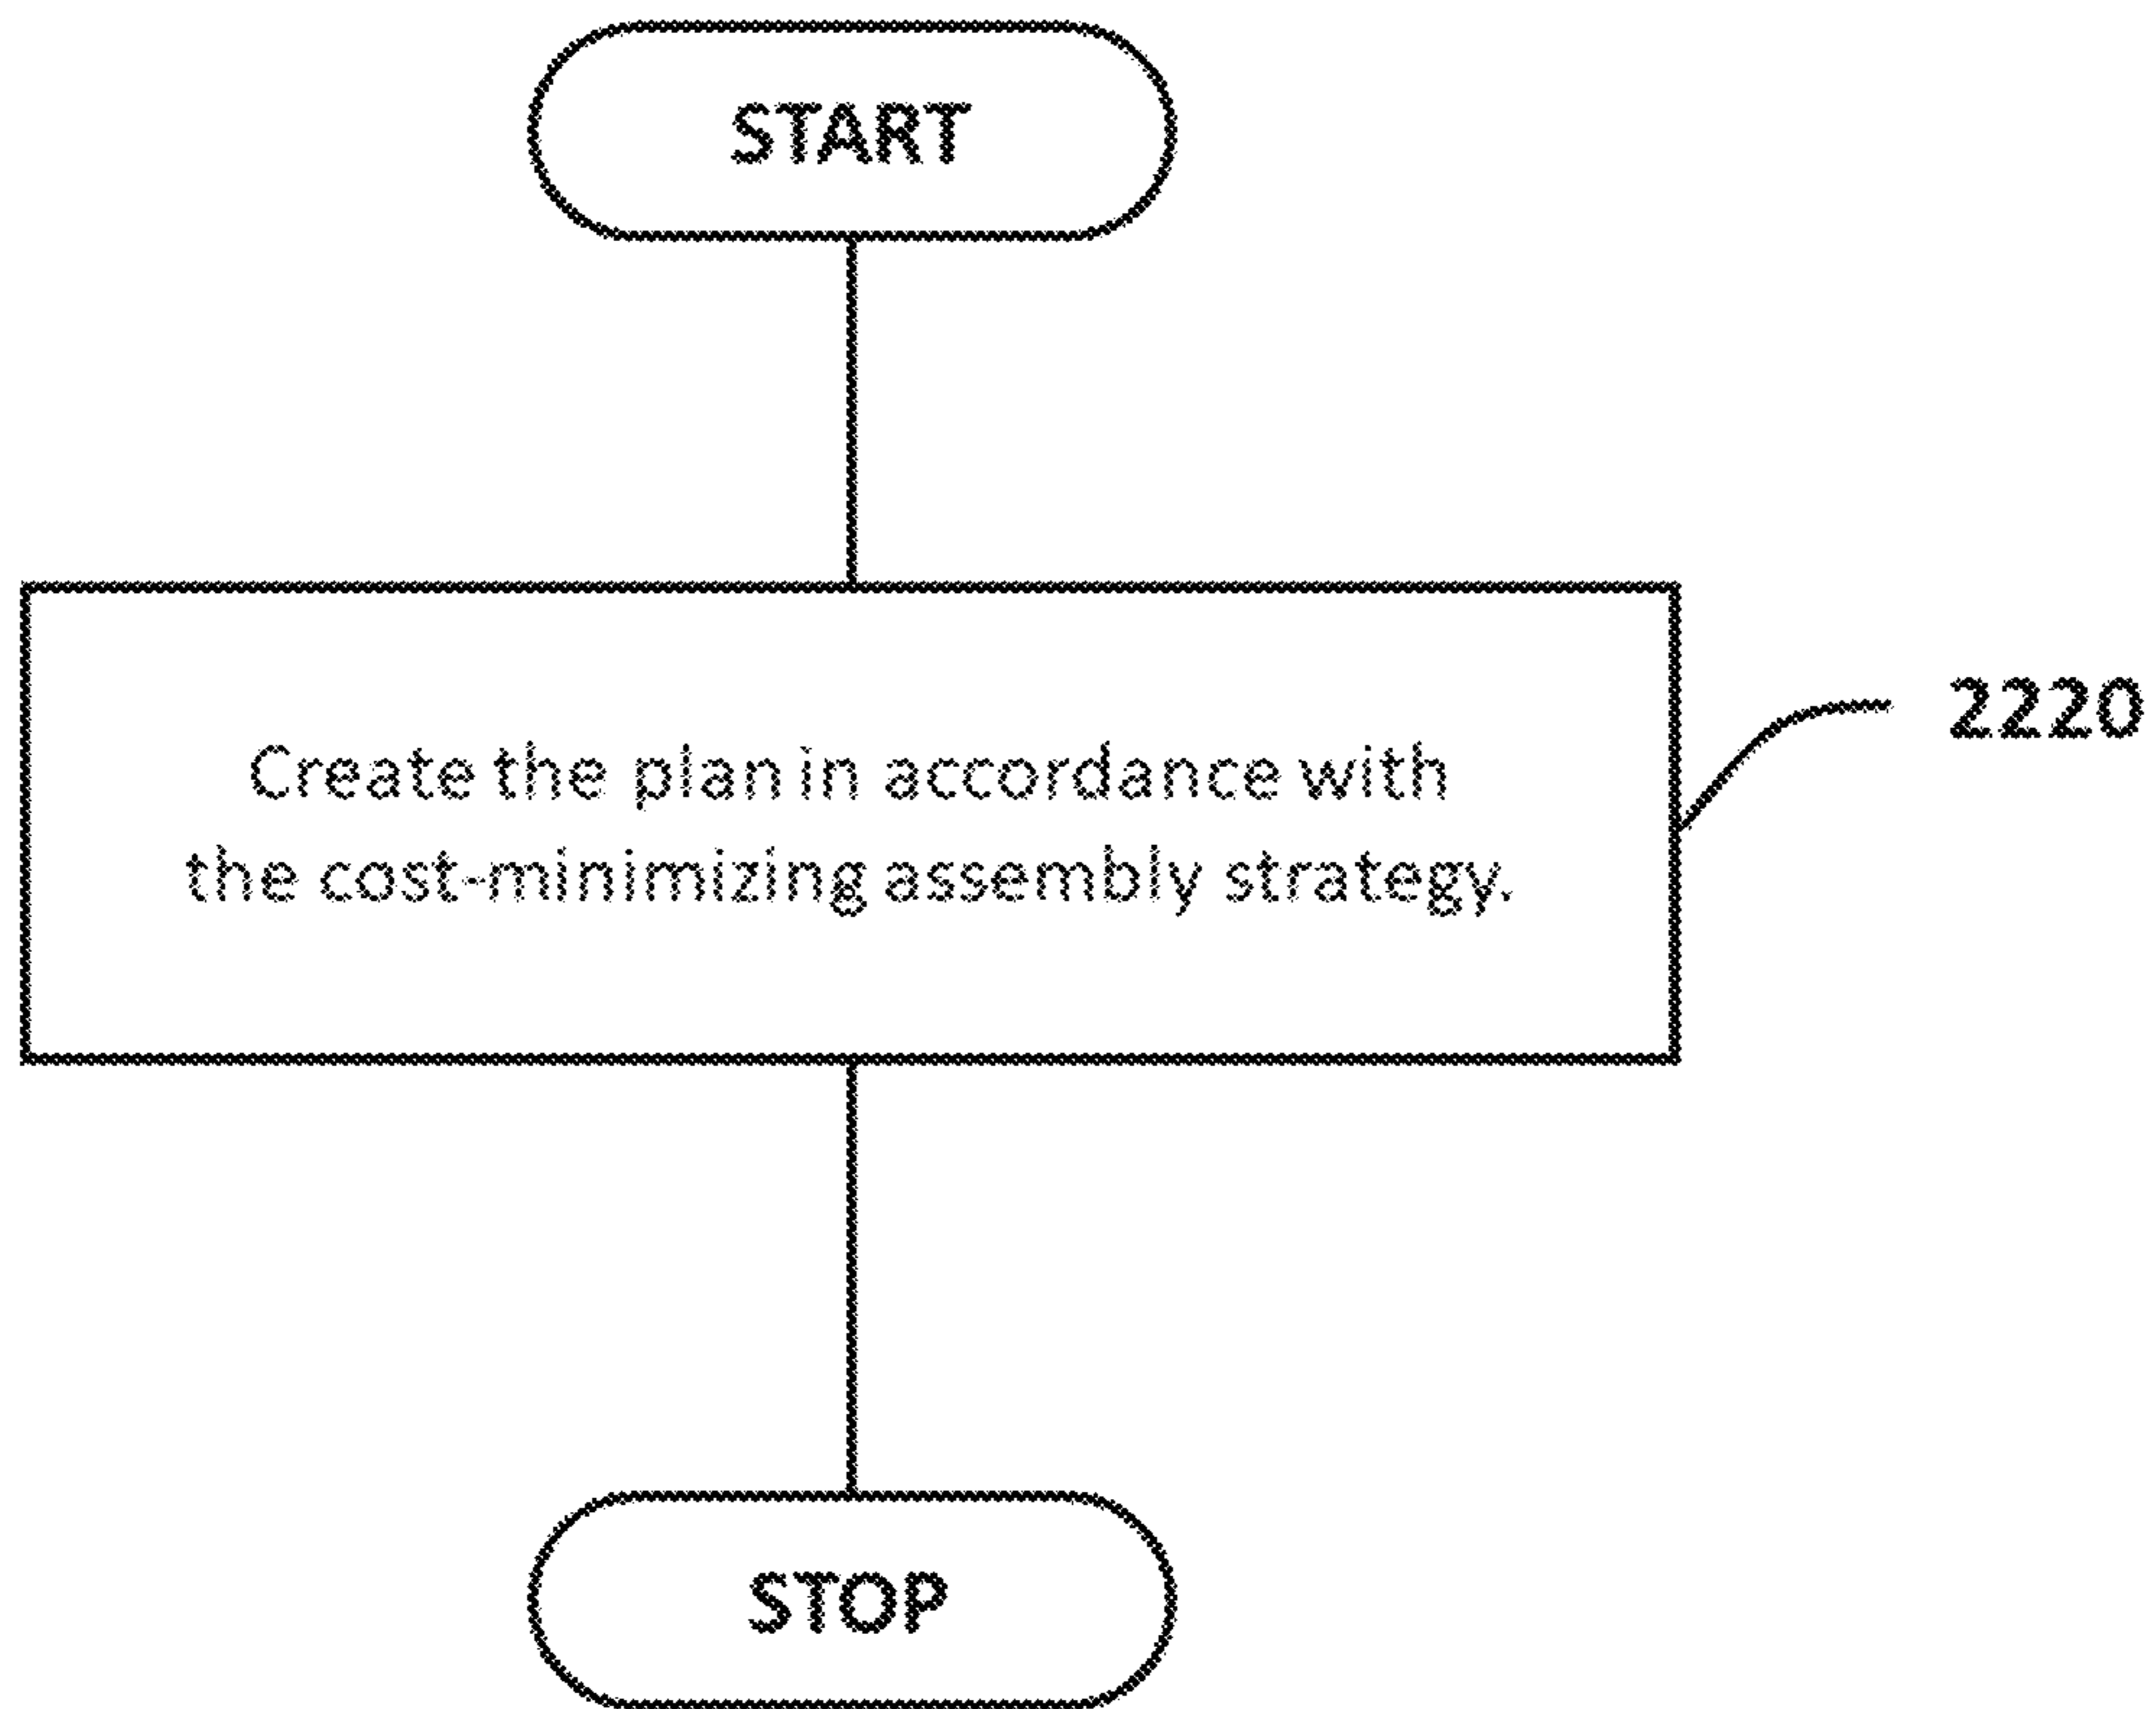 START
2220
Create the plan in accordance with
the cost-minimizing assembly strategy.
STOP